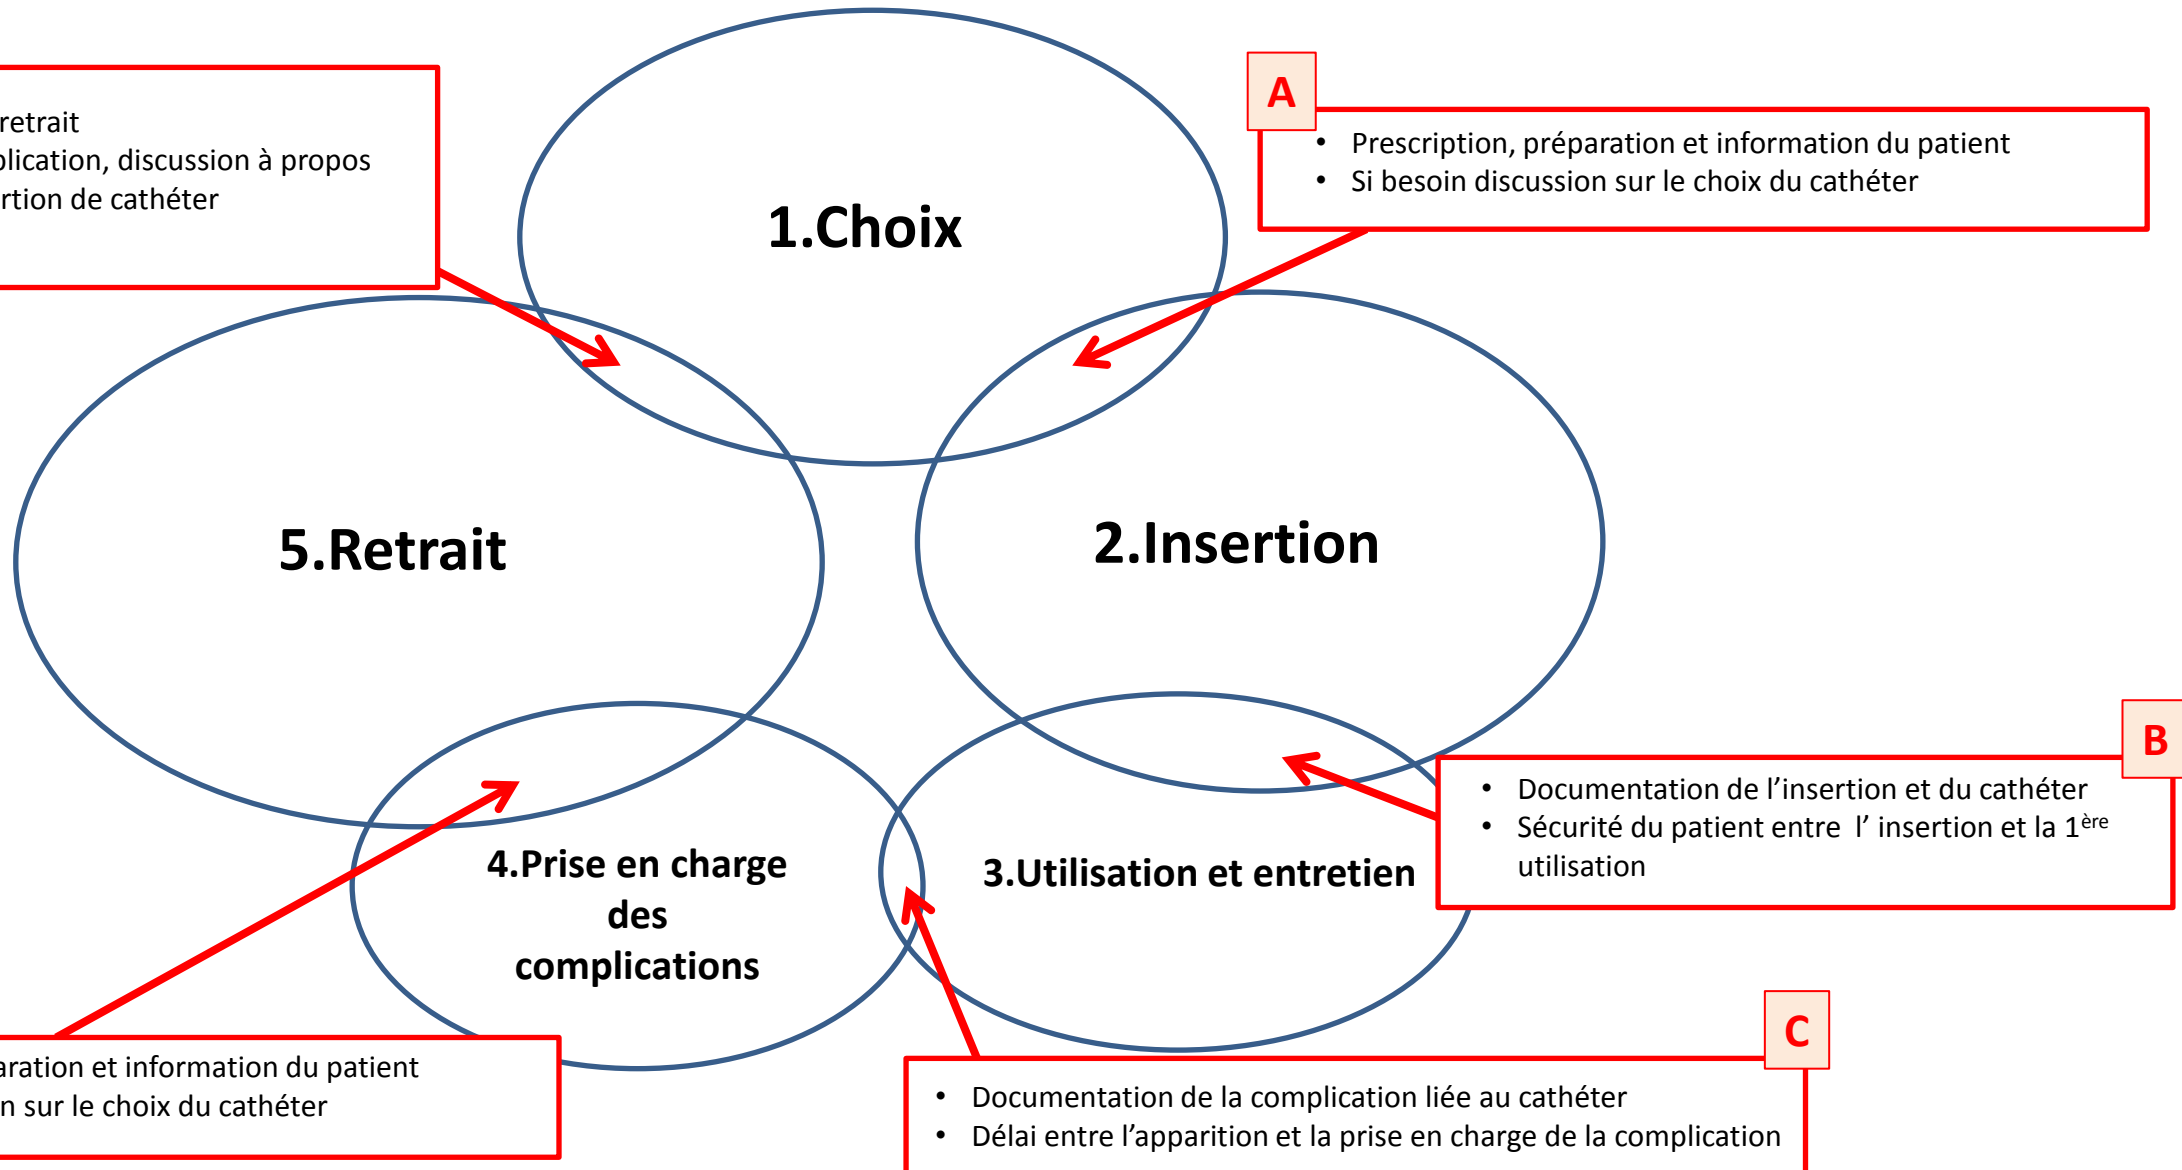 retrait
discussion à propos
de cathéter
1.Choix
A
• Prescription, préparation et information du patient
• Si besoin discussion sur le choix du cathéter
5.Retrait
2.Insertion
B
• Documentation de l’insertion et du cathéter
• Sécurité du patient entre l’ insertion et la 1ère
utilisation
4.Prise en charge
des
complications
3.Utilisation et entretien
et information du patient
sur le choix du cathéter
C
• Documentation de la complication liée au cathéter
• Délai entre l’apparition et la prise en charge de la complication